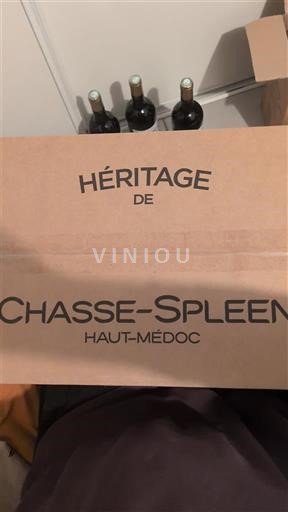 HÉRITAGE
DE
VINIOU
CHASSE-SPLEEN
HAUT-MÉDOC